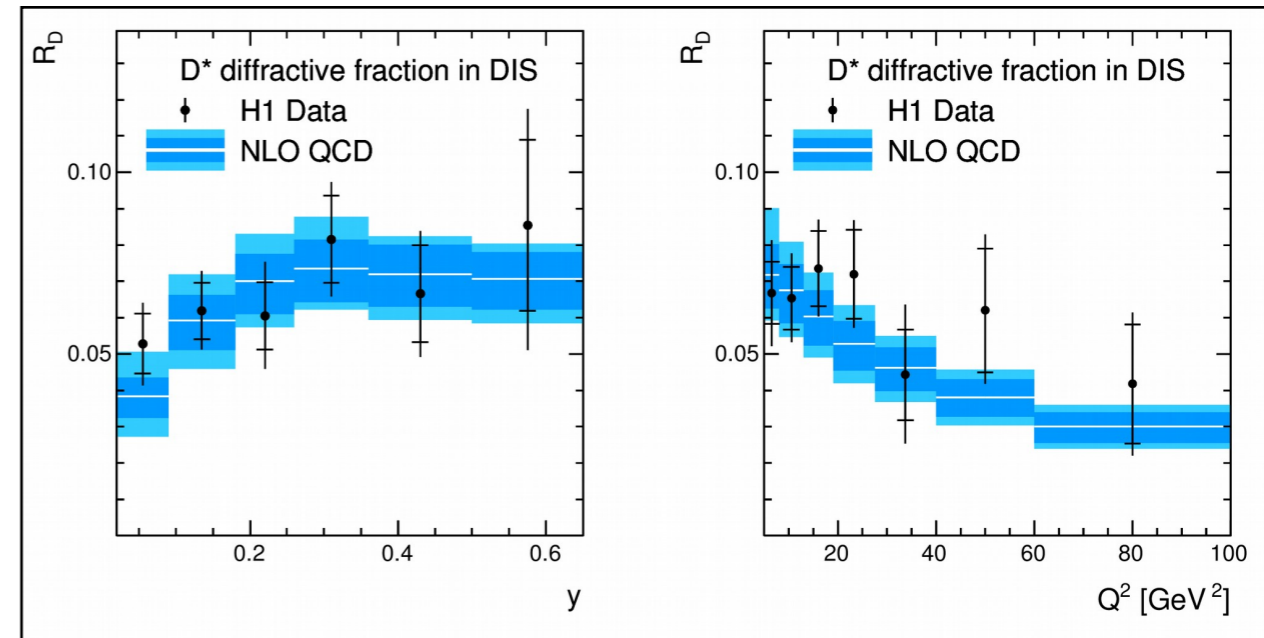 R_D
D* diffractive fraction in DIS
H1 Data
NLO QCD
0.10
0.05
0.2 0.4 0.6
y
R_D
D* diffractive fraction in DIS
H1 Data
NLO QCD
0.10
0.05
20 40 60 80 100
Q² [GeV²]